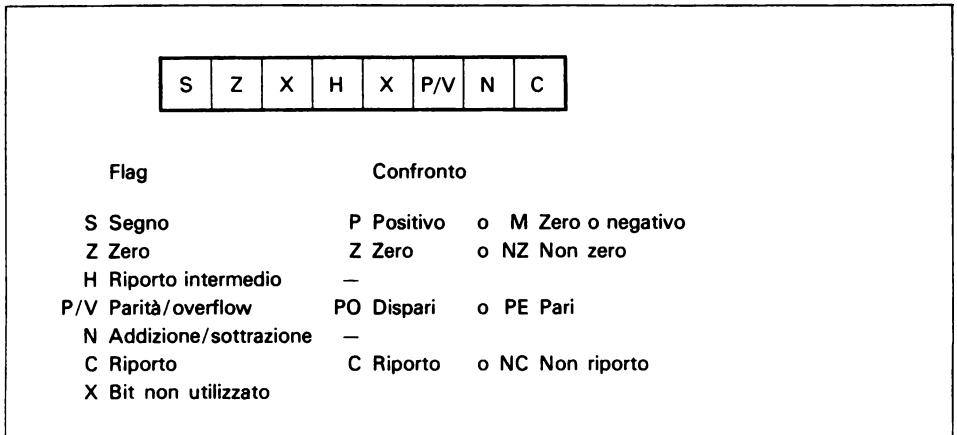 S Z X H X P/V N C
Flag Confronto
S Segno P Positivo o M Zero o negativo
Z Zero Z Zero o NZ Non zero
H Riporto intermedio —
P/V Parità/overflow PO Dispari o PE Pari
N Addizione/sottrazione —
C Riporto C Riporto o NC Non riporto
X Bit non utilizzato